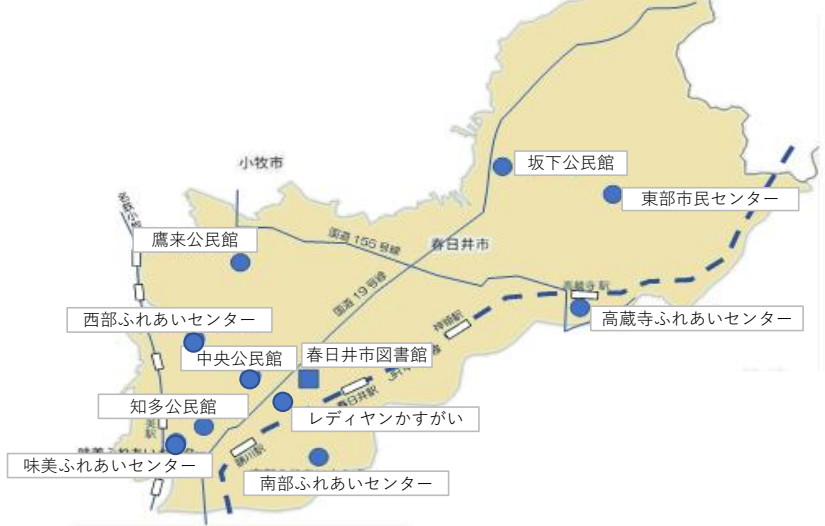 坂下公民館
小牧市
東部市民センター
名鉄小牧
鷹来公民館
国道155号線
春日井市
国道19号線
高蔵寺駅
西部ふれあいセンター
神領駅
高蔵寺ふれあいセンター
中央公民館
春日井市図書館
春日井駅
知多公民館
レディヤンかすがい
味美ふれあいセンター
勝川駅
南部ふれあいセンター